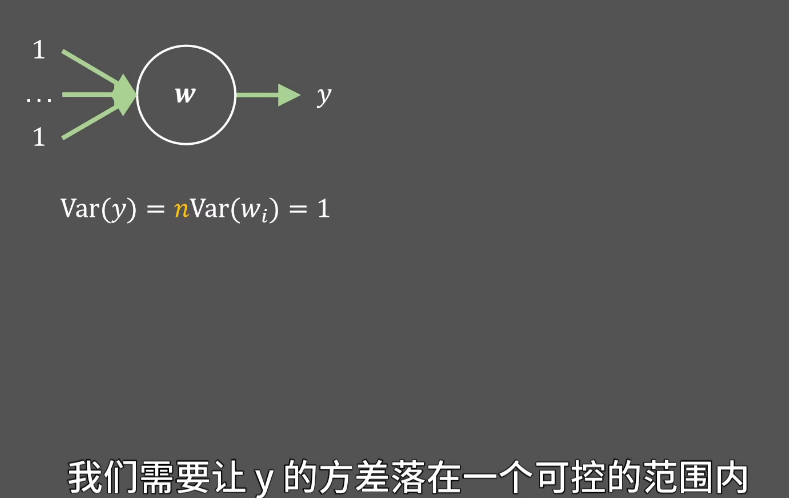 1
...
1
w
y
Var(y) = nVar(wᵢ) = 1
我们需要让 y 的方差落在一个可控的范围内